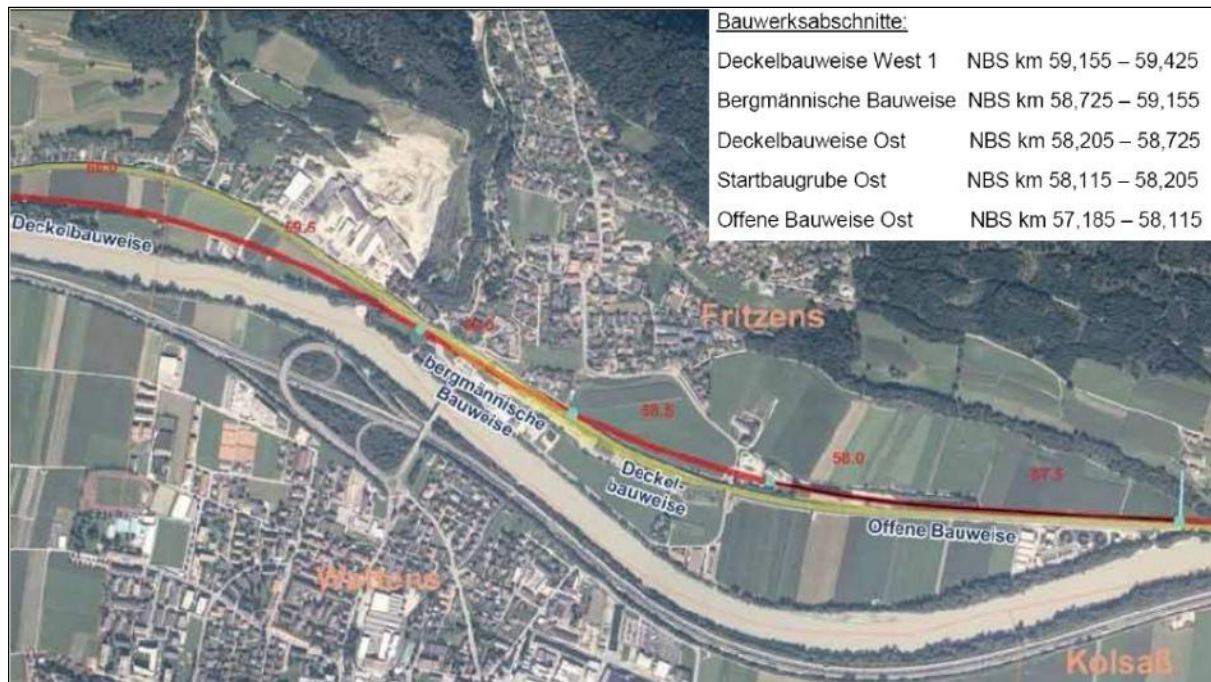 Bauwerksabschnitte:
Deckelbauweise West 1 NBS km 59,155 – 59,425
Bergmännische Bauweise NBS km 58,725 – 59,155
Deckelbauweise Ost NBS km 58,205 – 58,725
Startbaugrube Ost NBS km 58,115 – 58,205
Offene Bauweise Ost NBS km 57,185 – 58,115
59.5
Deckelbauweise
Fritzens
bergmännische
Bauweise
58.5
58.0
57.5
Deckel-
bauweise
Offene Bauweise
Wattens
Kolsaß